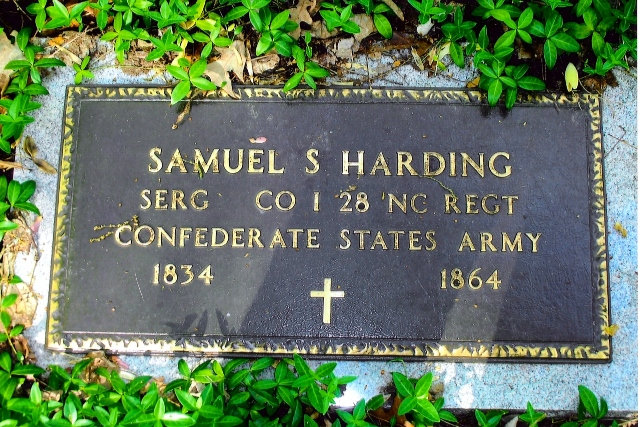 SAMUEL S HARDING
SERG CO I 28 NC REGT
CONFEDERATE STATES ARMY
1834 1864